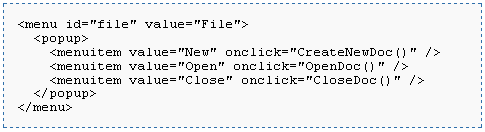 <menu id="file" value="File">
  <popup>
    <menuitem value="New" onclick="CreateNewDoc()" />
    <menuitem value="Open" onclick="OpenDoc()" />
    <menuitem value="Close" onclick="CloseDoc()" />
  </popup>
</menu>